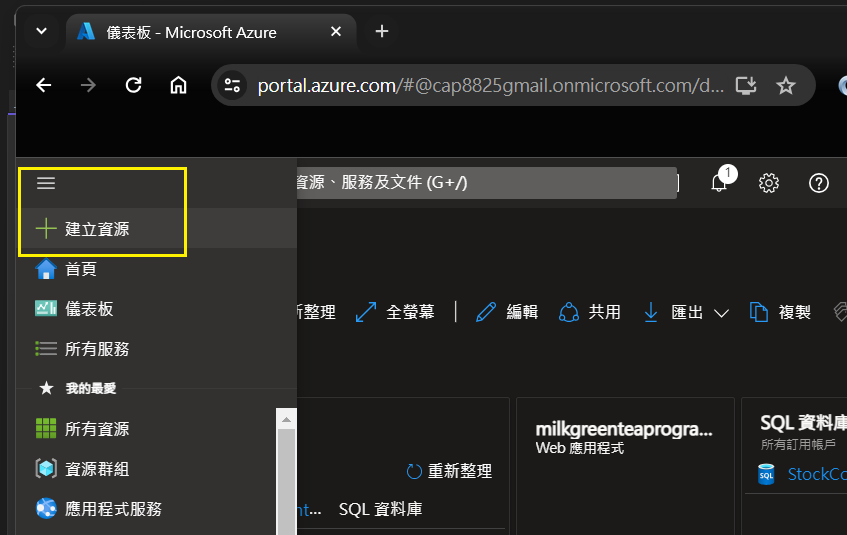 儀表板 - Microsoft Azure
portal.azure.com/#@cap8825gmail.onmicrosoft.com/d...
資源、服務及文件 (G+/)
1
建立資源
首頁
儀表板
所有服務
我的最愛
所有資源
資源群組
應用程式服務
新整理 全螢幕 編輯 共用 匯出 複製
重新整理
nt... SQL 資料庫
milkgreenteaprogra...
Web 應用程式
SQL 資料庫
所有訂用帳戶
SQL StockCo